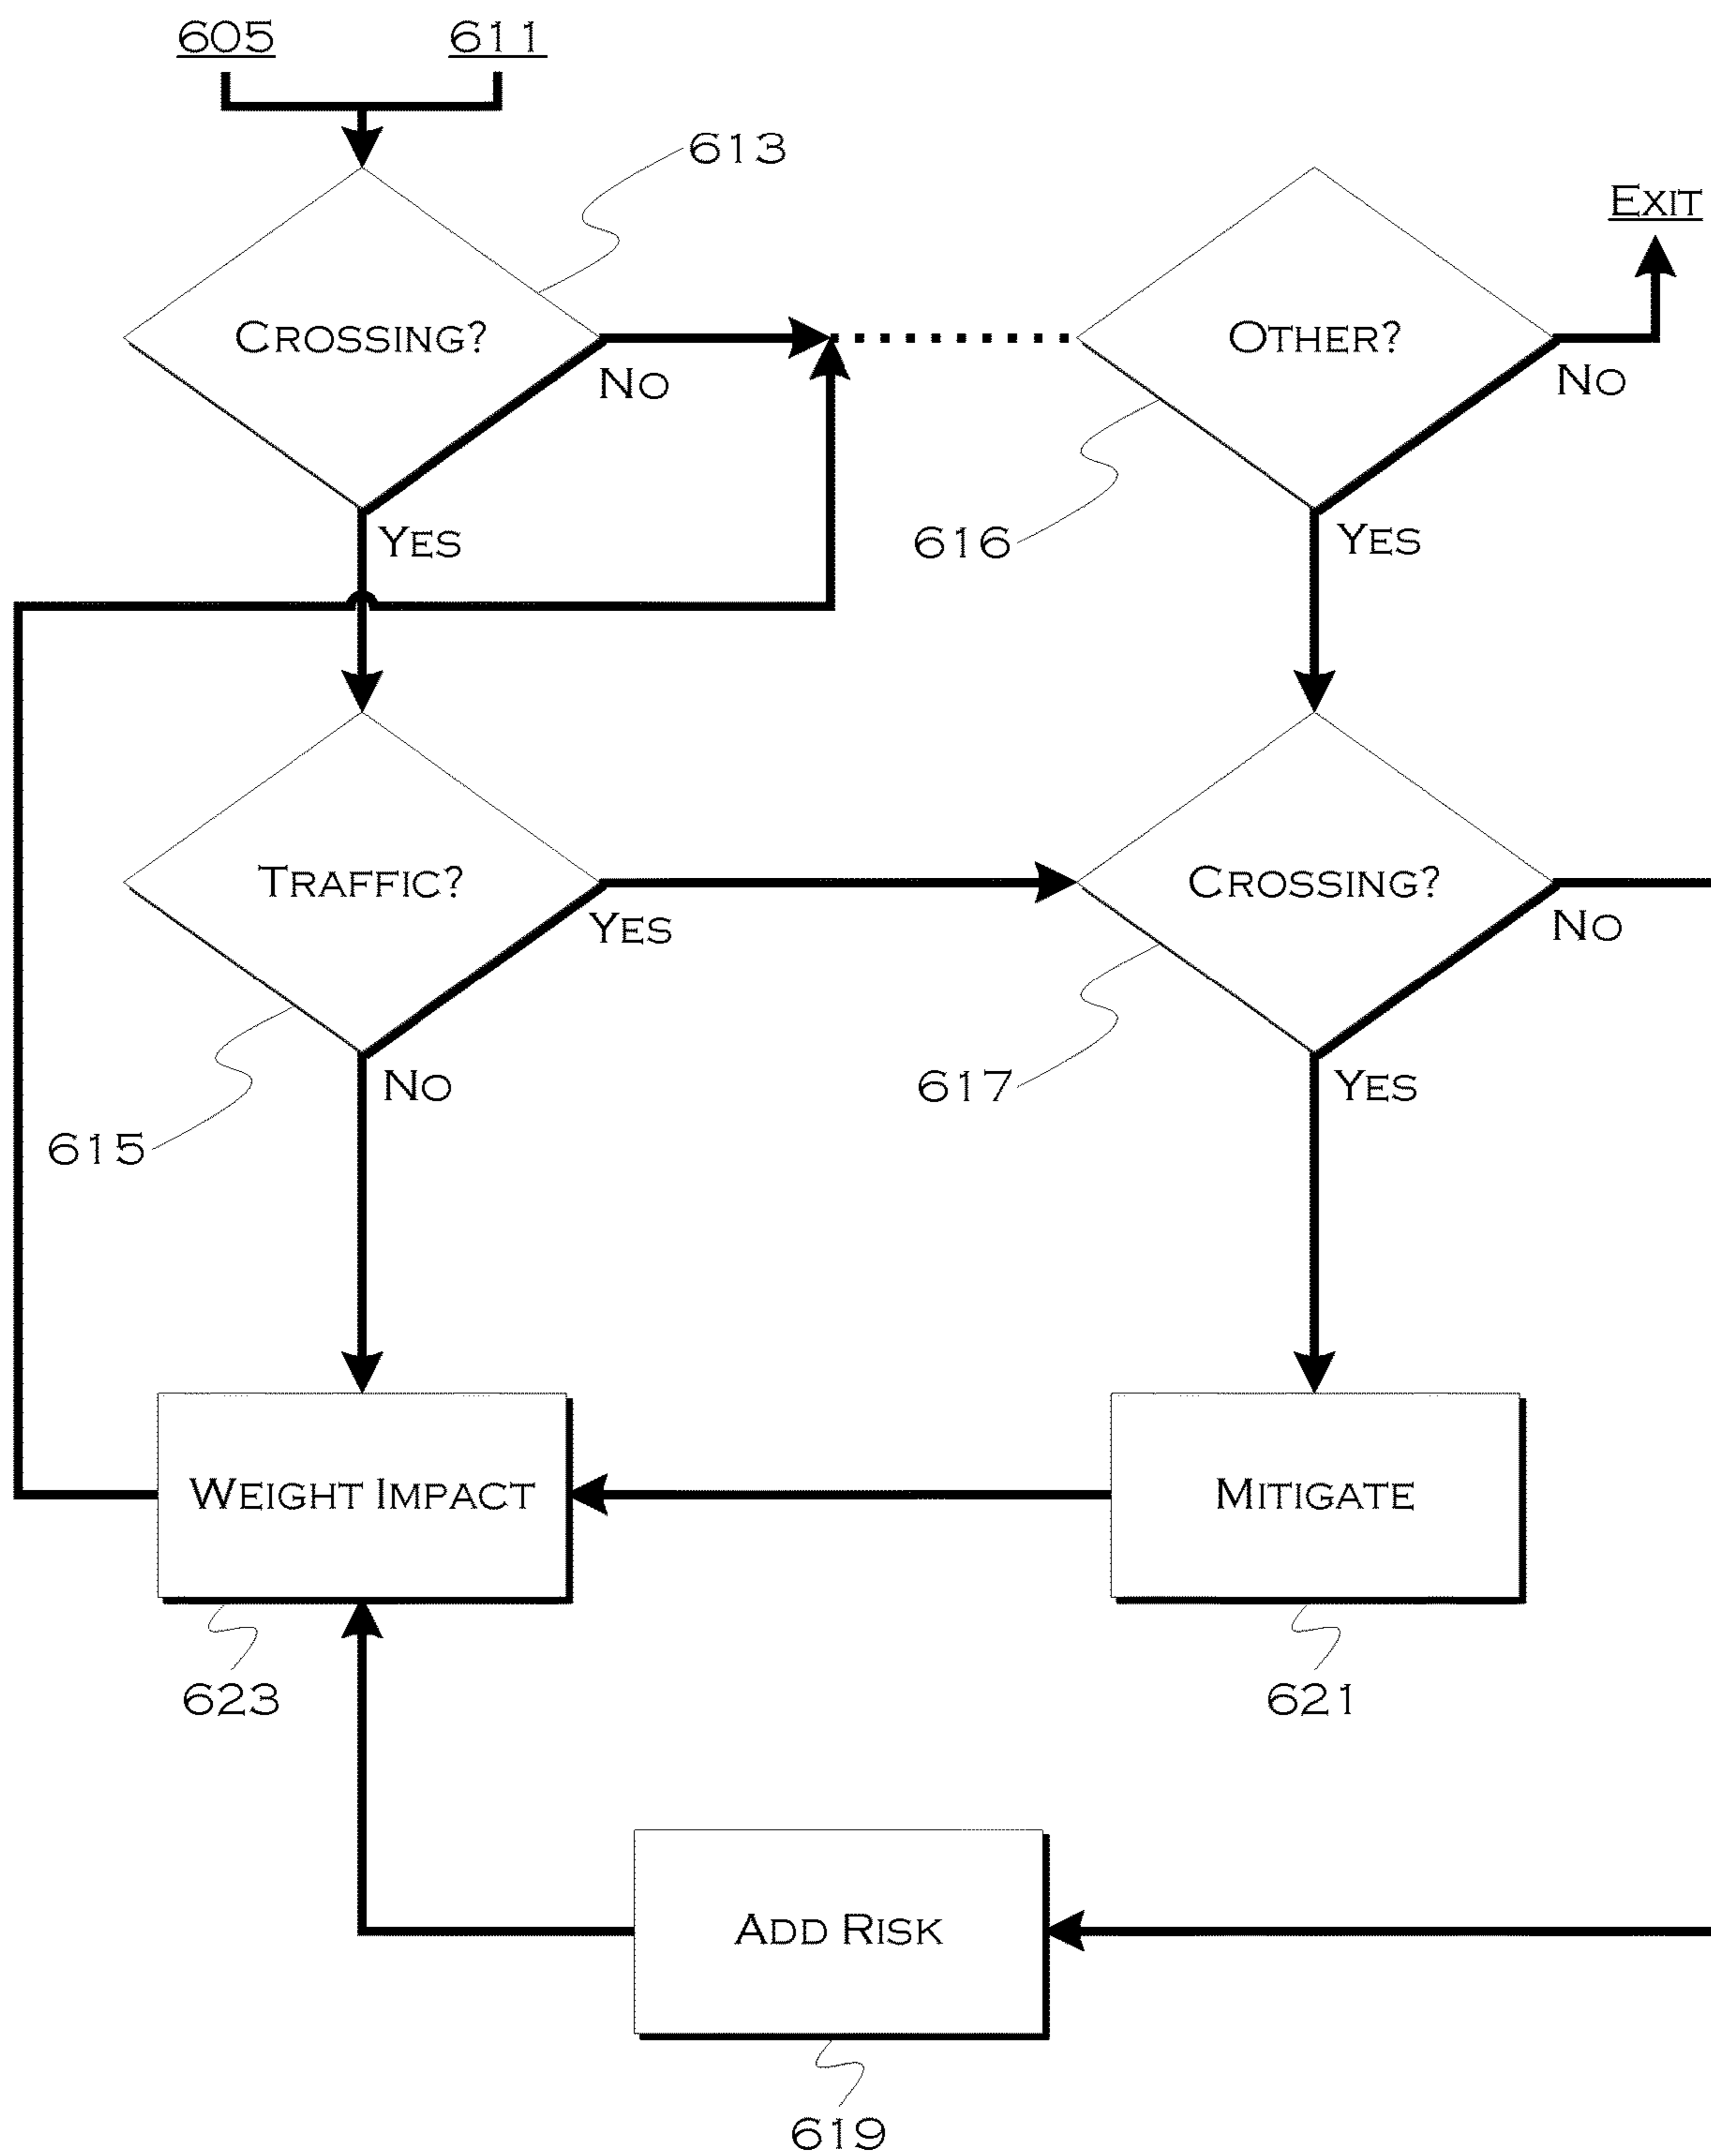 605 611
613
EXIT
CROSSING?
OTHER?
NO
NO
YES
616
YES
TRAFFIC?
CROSSING?
YES
NO
NO
617
YES
615
WEIGHT IMPACT
MITIGATE
623
621
ADD RISK
619